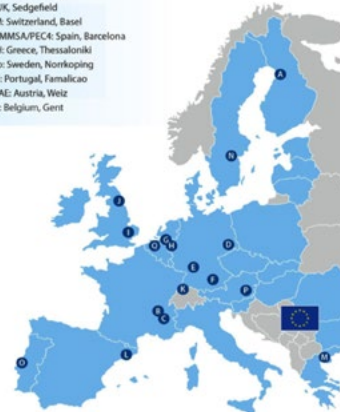 UK, Sedgefield
: Switzerland, Basel
MMSA/PEC4: Spain, Barcelona
: Greece, Thessaloniki
: Sweden, Norrkoping
: Portugal, Famalicao
AE: Austria, Weiz
: Belgium, Gent
A
N
J
I
Q
G
H
D
E
F
K
P
B
C
L
O
M